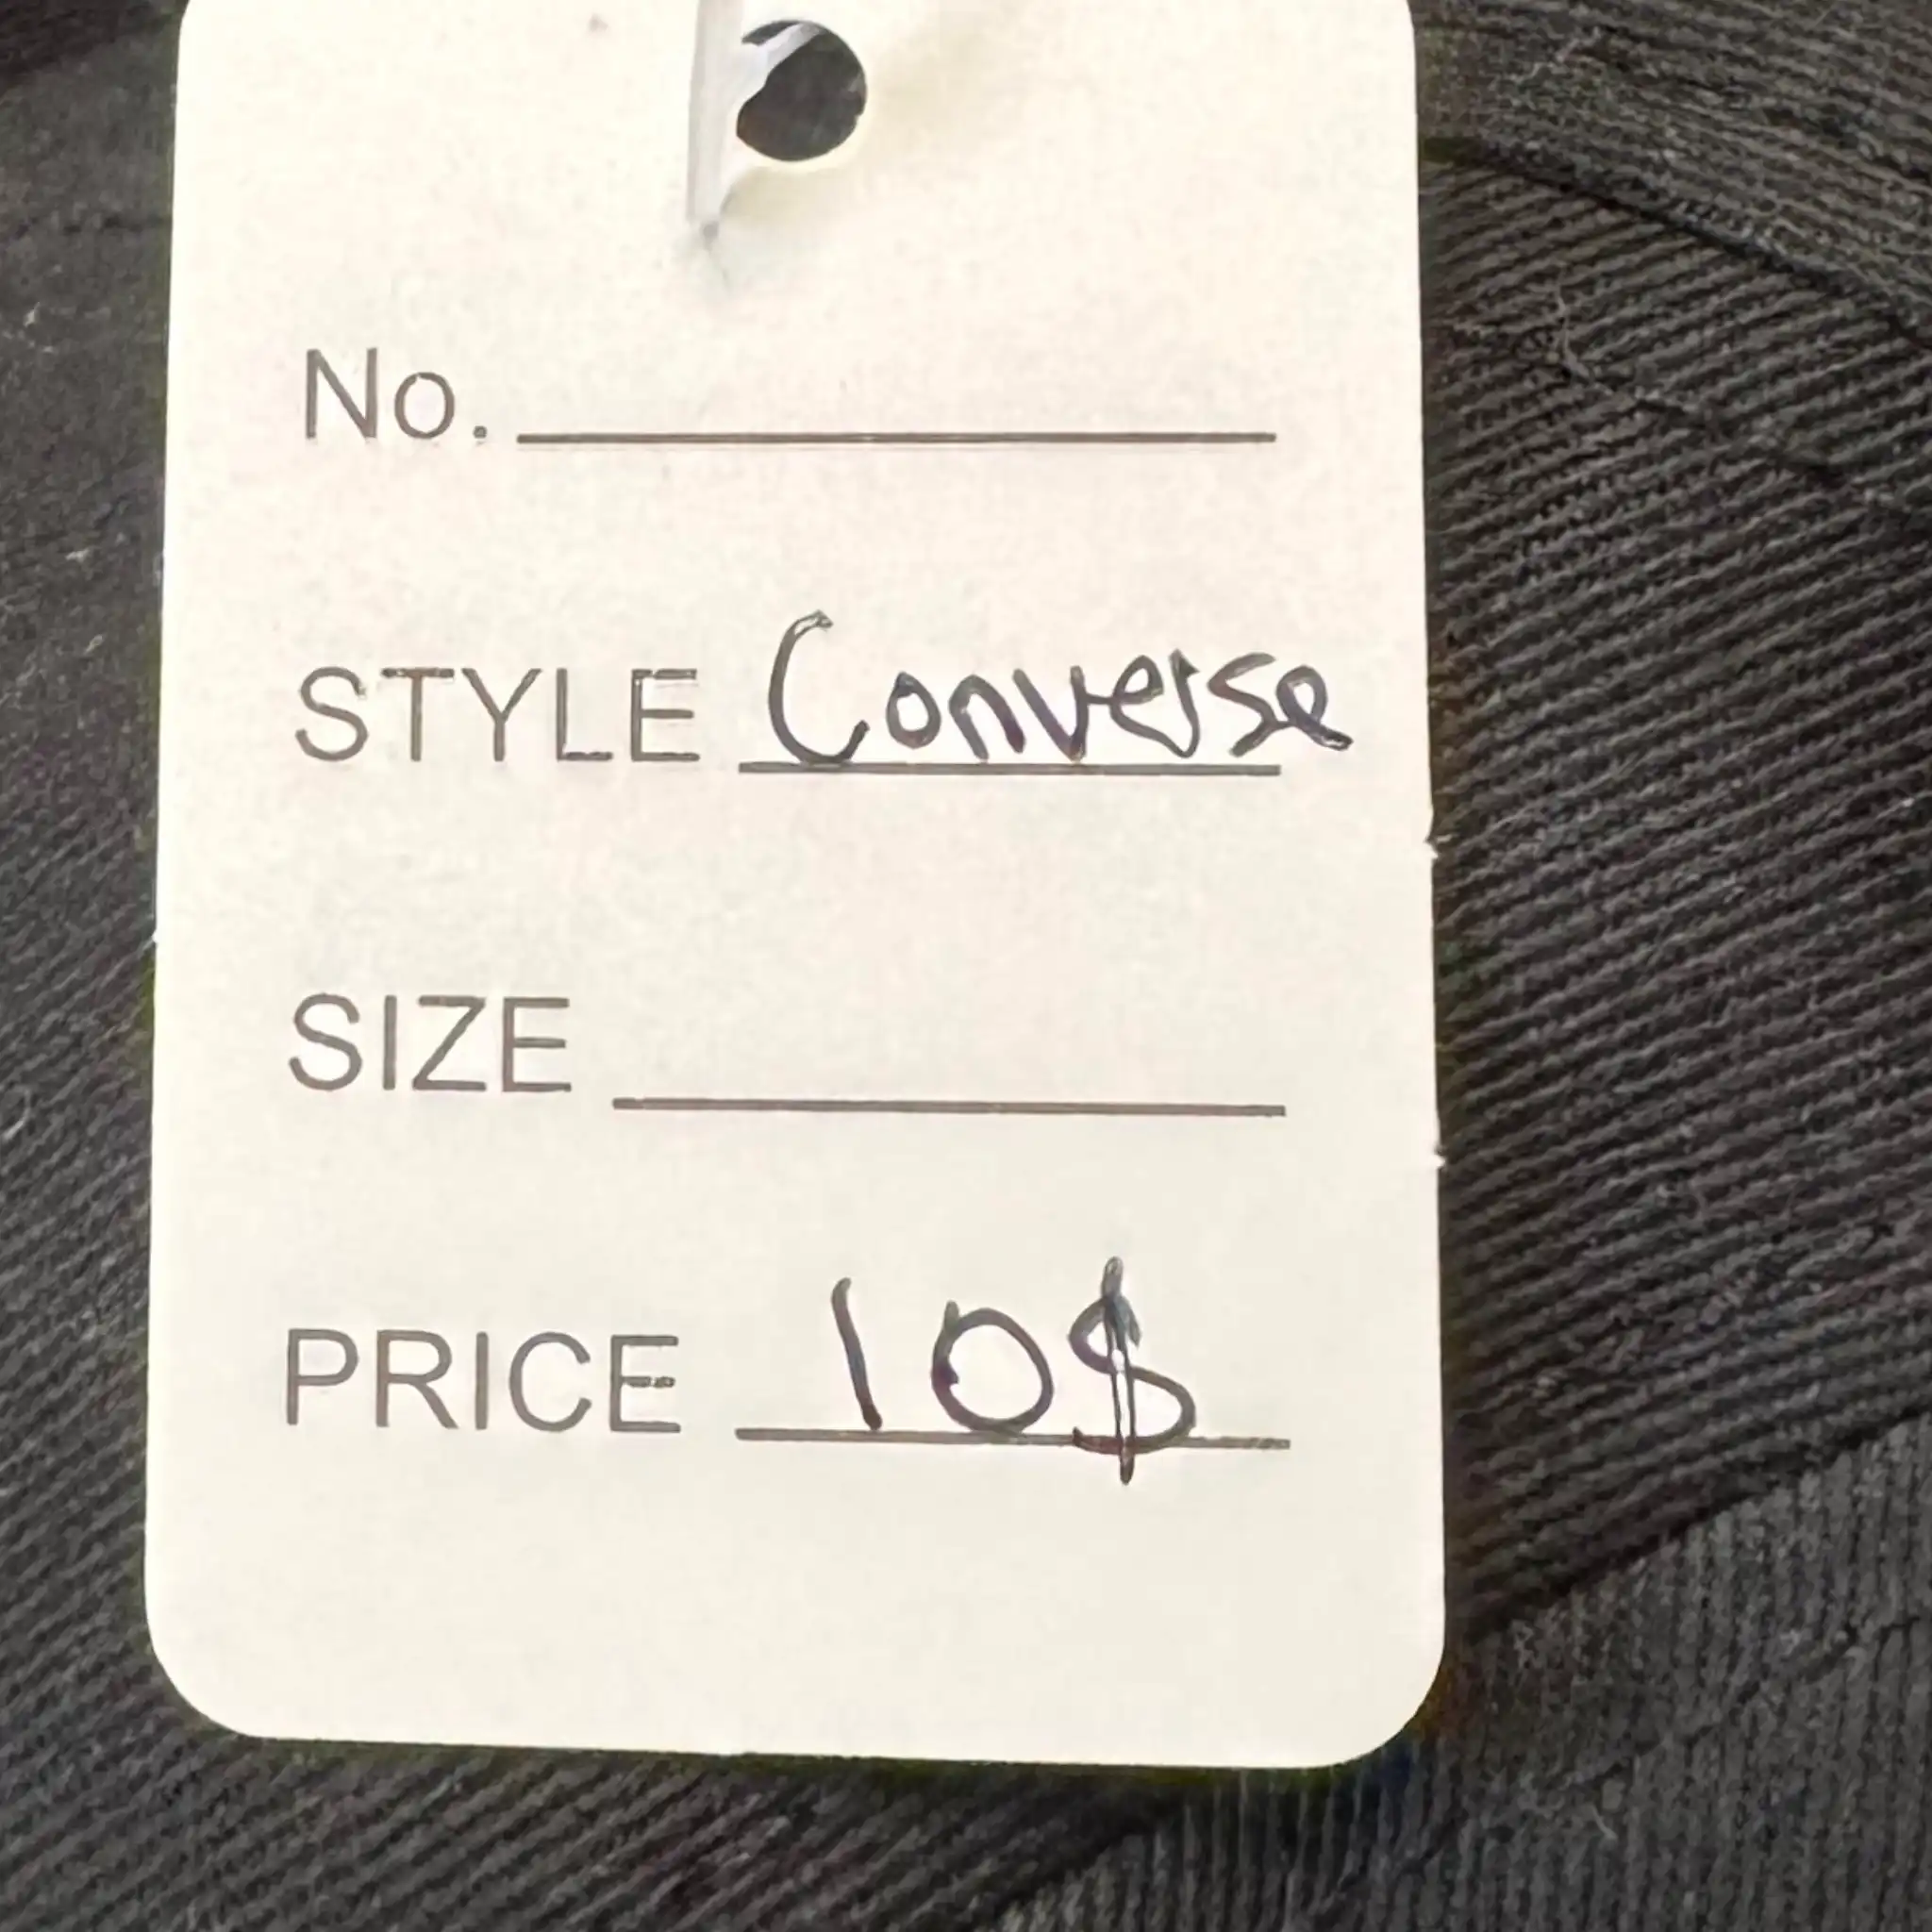 No.
STYLE Converse
SIZE
PRICE 10$